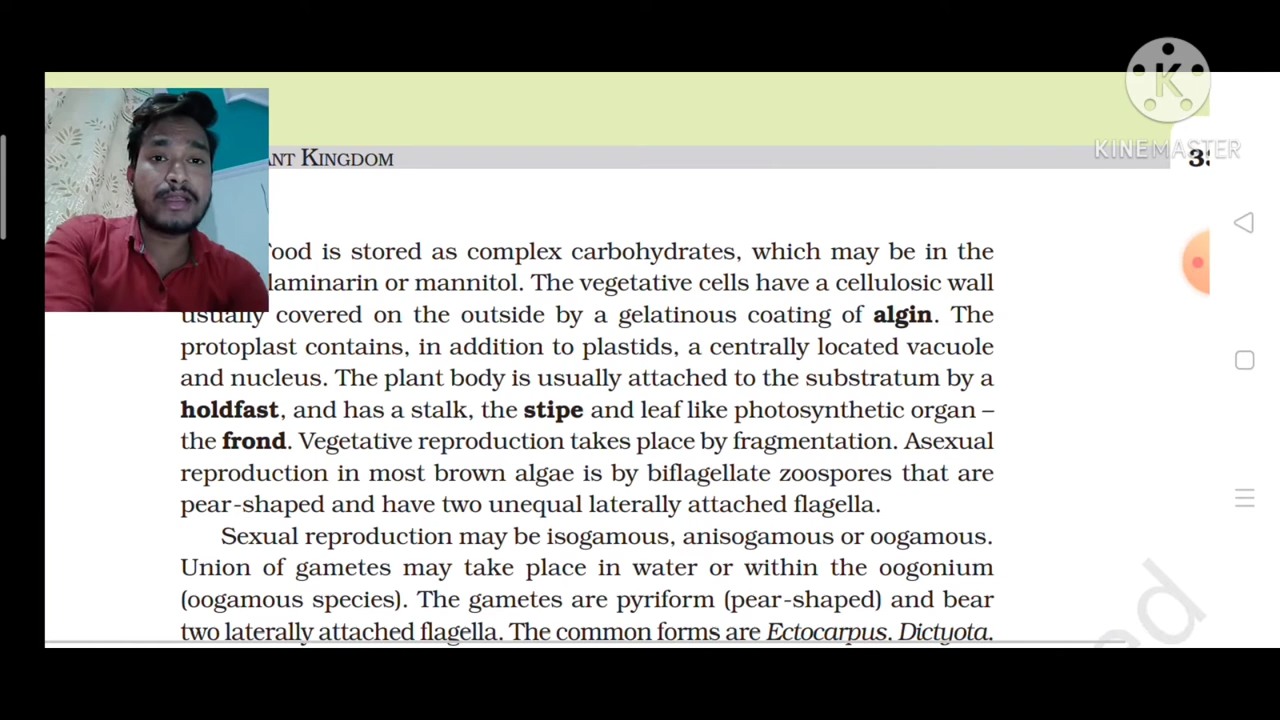 KINEMASTER
ANT KINGDOM
ood is stored as complex carbohydrates, which may be in the
laminarin or mannitol. The vegetative cells have a cellulosic wall
usually covered on the outside by a gelatinous coating of algin. The
protoplast contains, in addition to plastids, a centrally located vacuole
and nucleus. The plant body is usually attached to the substratum by a
holdfast, and has a stalk, the stipe and leaf like photosynthetic organ –
the frond. Vegetative reproduction takes place by fragmentation. Asexual
reproduction in most brown algae is by biflagellate zoospores that are
pear-shaped and have two unequal laterally attached flagella.
Sexual reproduction may be isogamous, anisogamous or oogamous.
Union of gametes may take place in water or within the oogonium
(oogamous species). The gametes are pyriform (pear-shaped) and bear
two laterally attached flagella. The common forms are Ectocarpus, Dictyota,